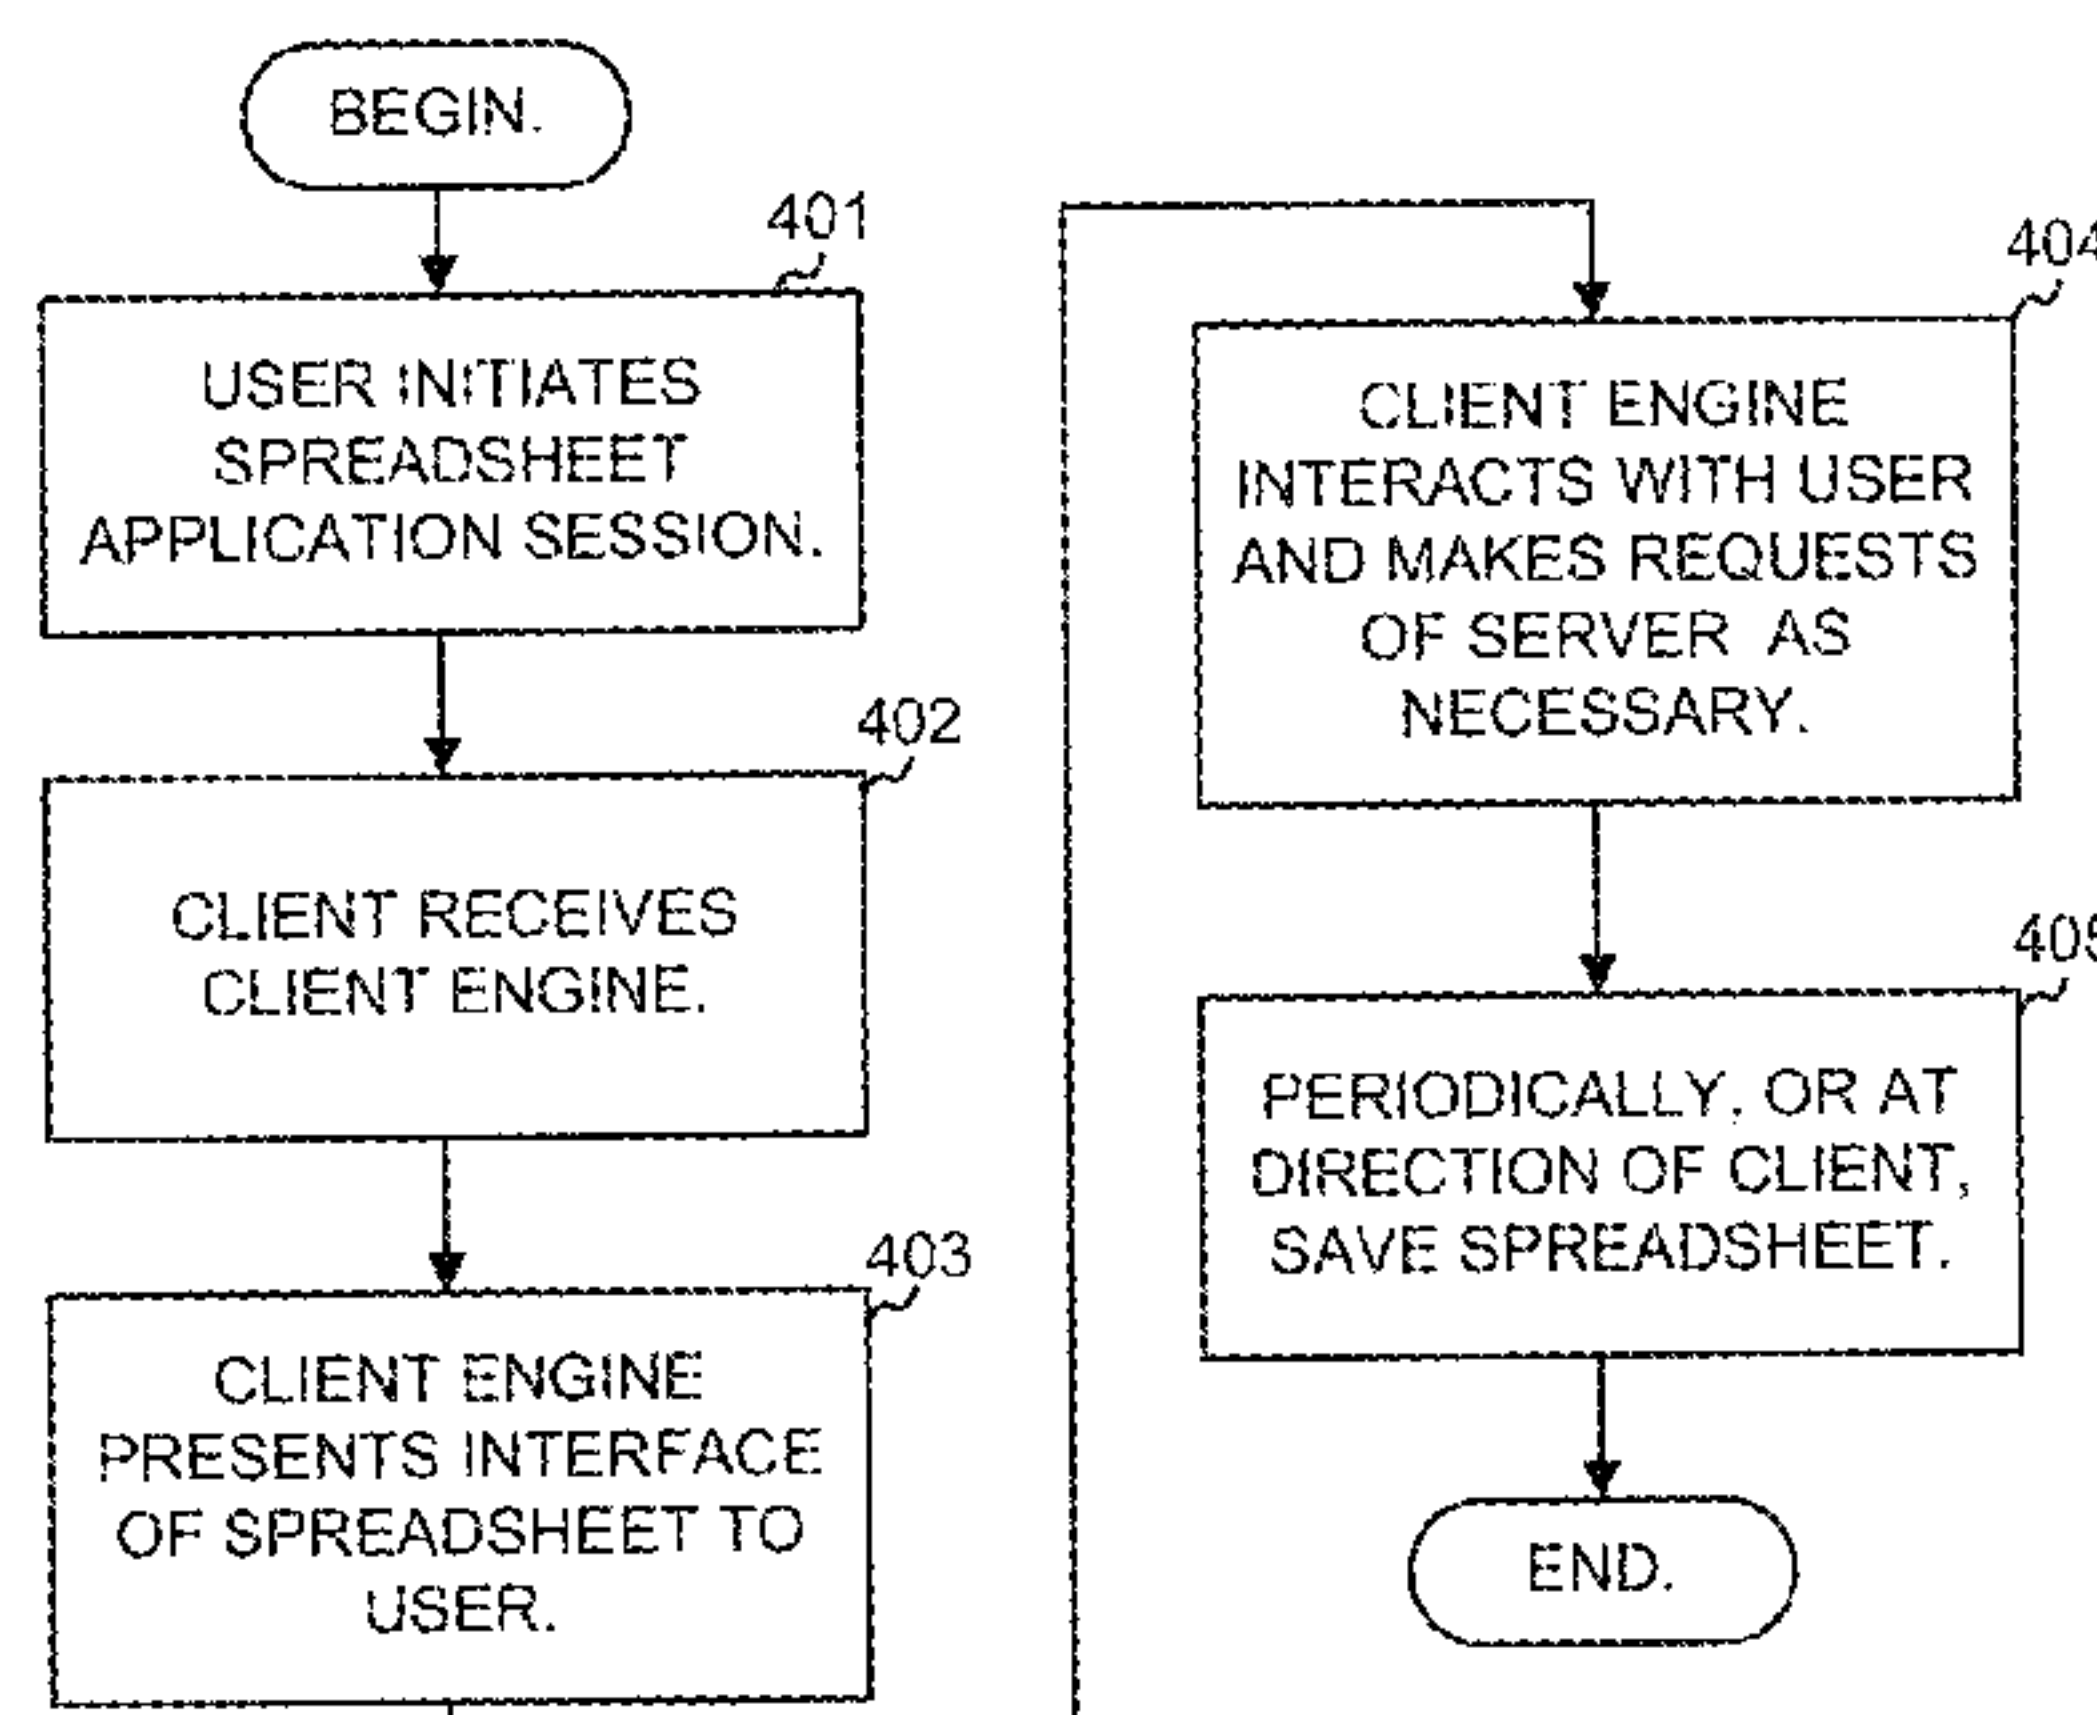 BEGIN.
401
USER INITIATES
SPREADSHEET
APPLICATION SESSION.
402
CLIENT RECEIVES
CLIENT ENGINE.
403
CLIENT ENGINE
PRESENTS INTERFACE
OF SPREADSHEET TO
USER.
404
CLIENT ENGINE
INTERACTS WITH USER
AND MAKES REQUESTS
OF SERVER AS
NECESSARY.
405
PERIODICALLY, OR AT
DIRECTION OF CLIENT,
SAVE SPREADSHEET.
END.